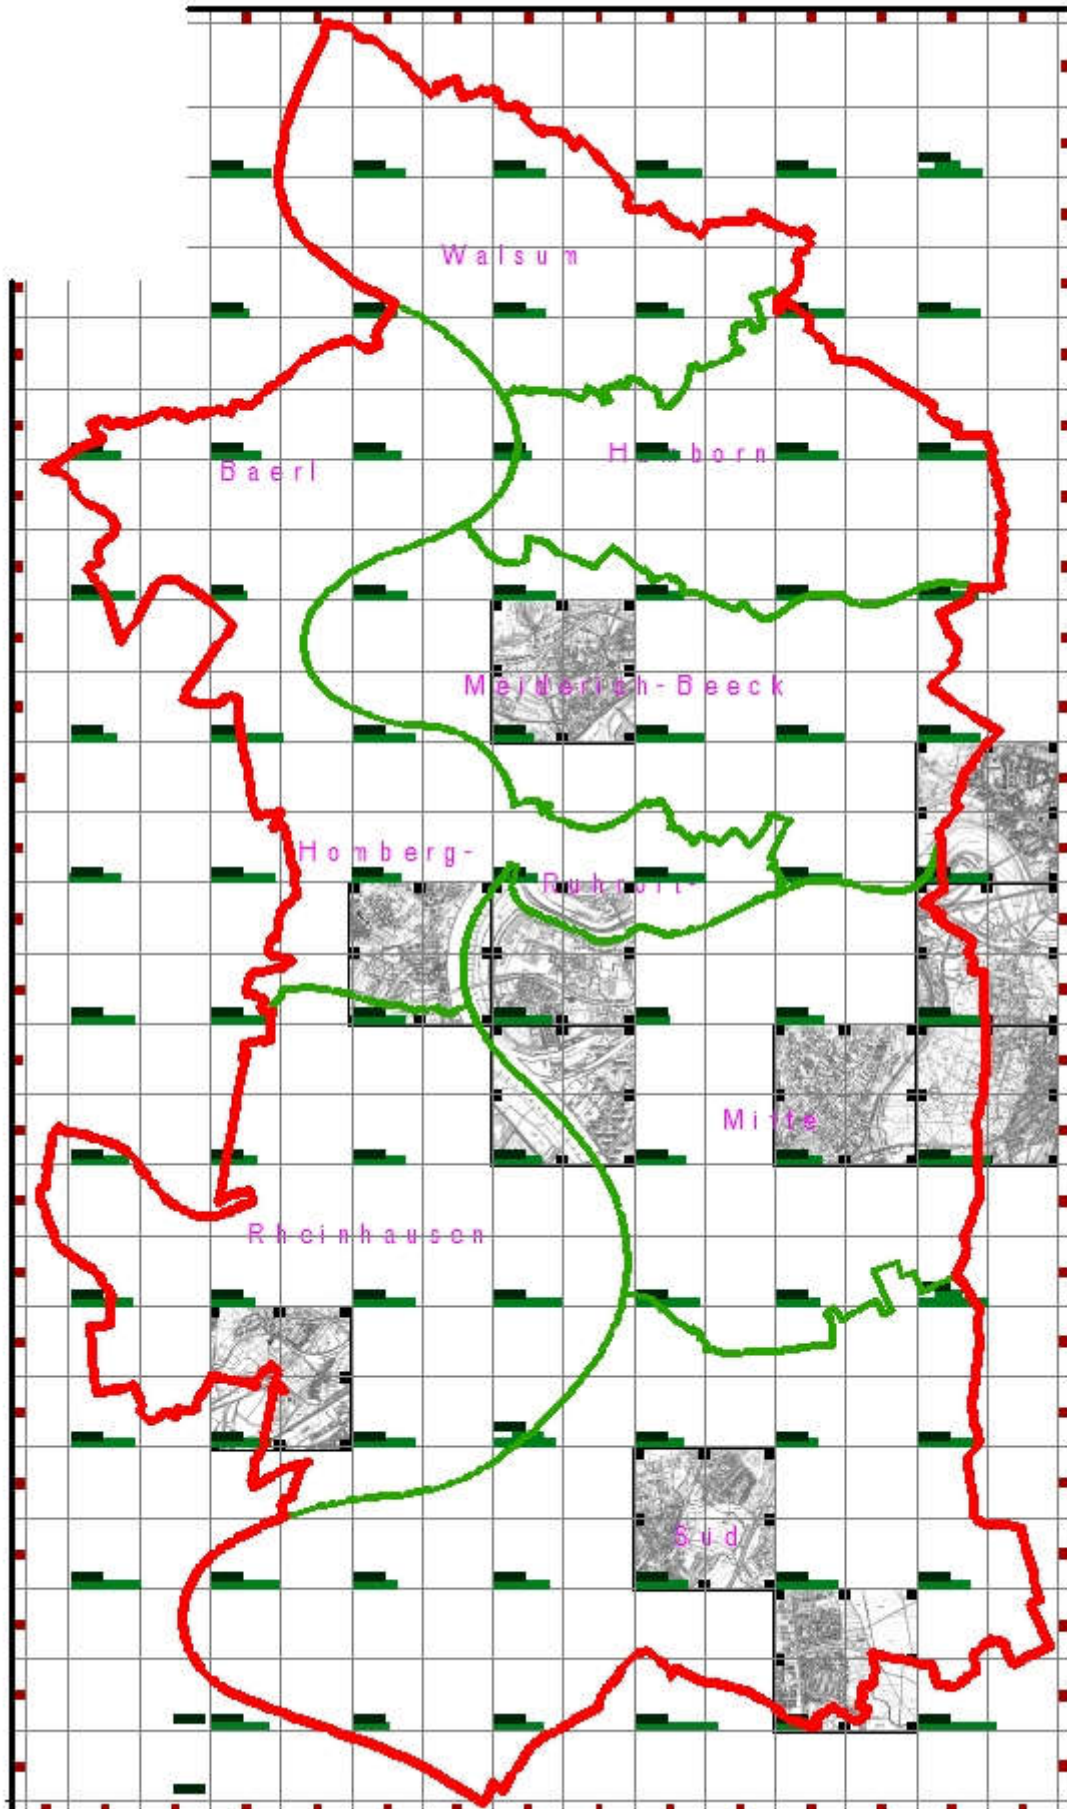 Walsum
Hamborn
Baerl
Meiderich-Beeck
Homberg-
Ruhrort-
Mitte
Rheinhausen
Süd